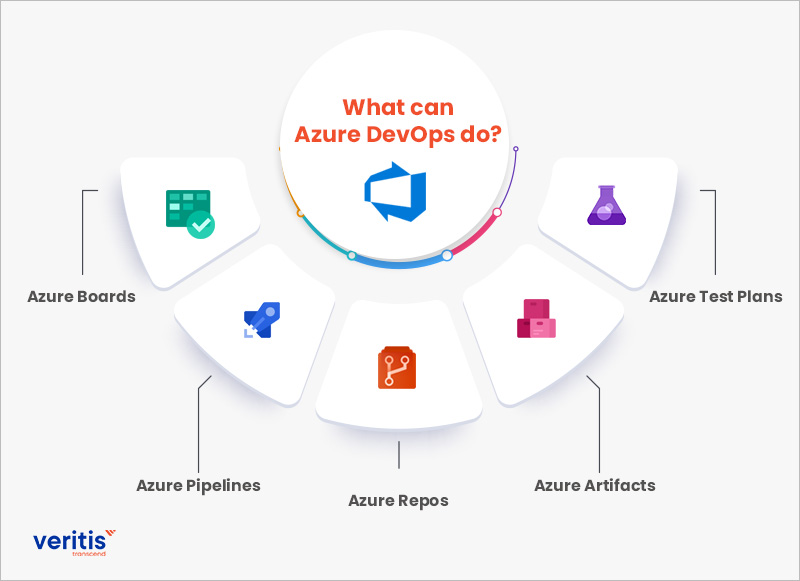 What can
Azure DevOps do?
Azure Boards
Azure Test Plans
Azure Pipelines
Azure Repos
Azure Artifacts
veritis
transcend